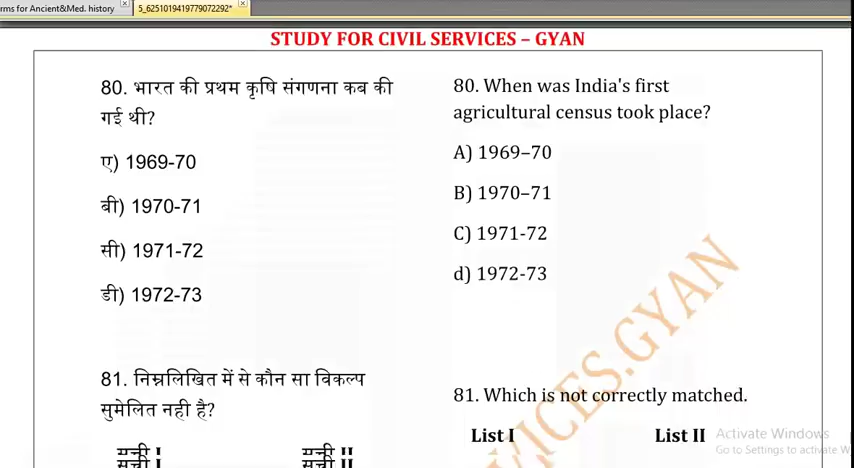 rms for Ancient&Med. history
5_6251019419779072292*
STUDY FOR CIVIL SERVICES – GYAN
80. भारत की प्रथम कृषि संगणना कब की
गई थी?
ए) 1969-70
बी) 1970-71
सी) 1971-72
डी) 1972-73
81. निम्नलिखित में से कौन सा विकल्प
सुमेलित नही है?
सूची I सूची II
80. When was India's first
agricultural census took place?
A) 1969–70
B) 1970–71
C) 1971-72
d) 1972-73
81. Which is not correctly matched.
List I List II
VICES.GYAN
Activate Windows
Go to Settings to activate W